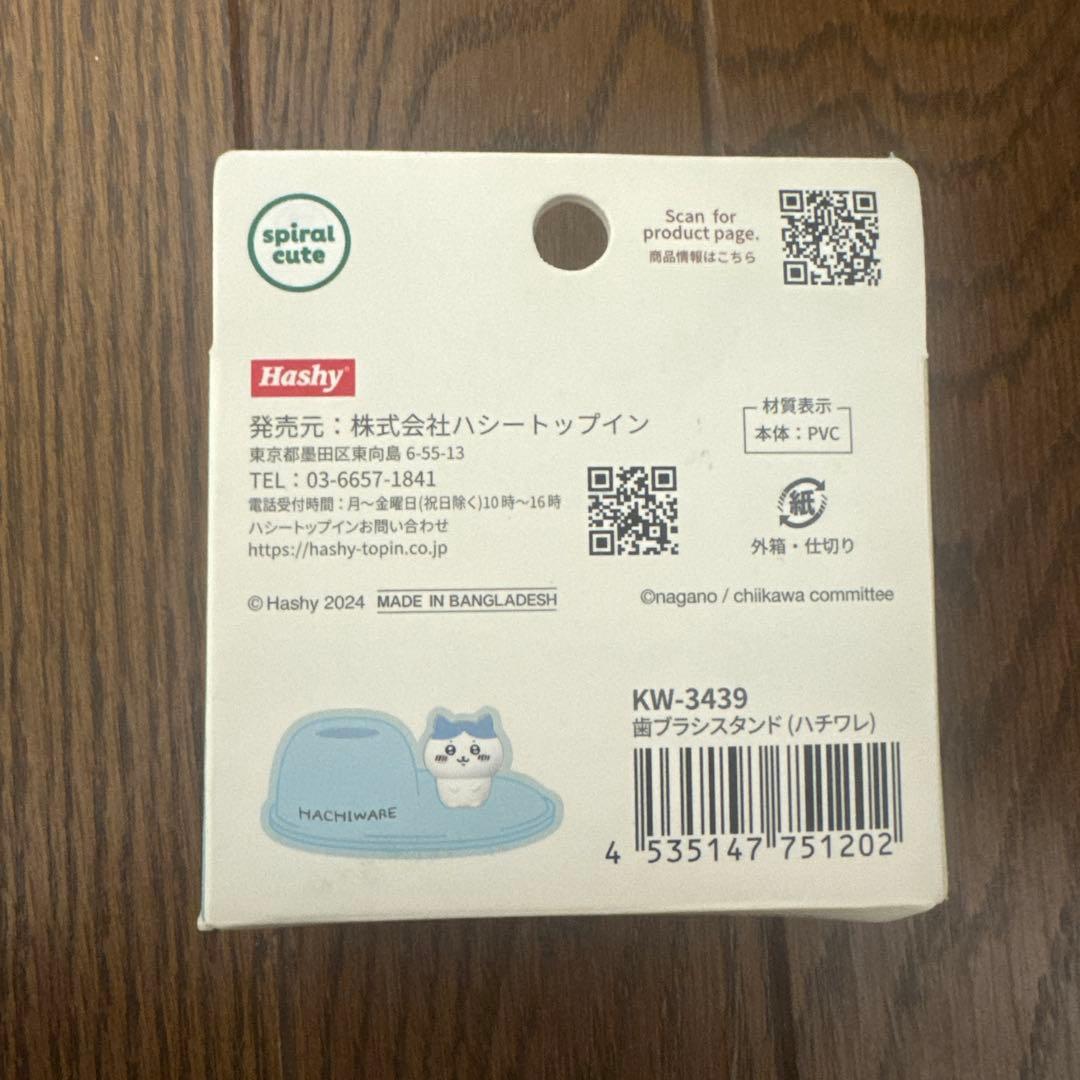 spiral
cute
Scan for
product page.
商品情報はこちら
Hashy
発売元：株式会社ハシートップイン
東京都墨田区東向島 6-55-13
TEL：03-6657-1841
電話受付時間：月〜金曜日(祝日除く)10時〜16時
ハシートップインお問い合わせ
https://hashy-topin.co.jp
材質表示
本体：PVC
紙
外箱・仕切り
©Hashy 2024 MADE IN BANGLADESH
©nagano / chiikawa committee
HACHIWARE
KW-3439
歯ブラシスタンド (ハチワレ)
4 535147 751202